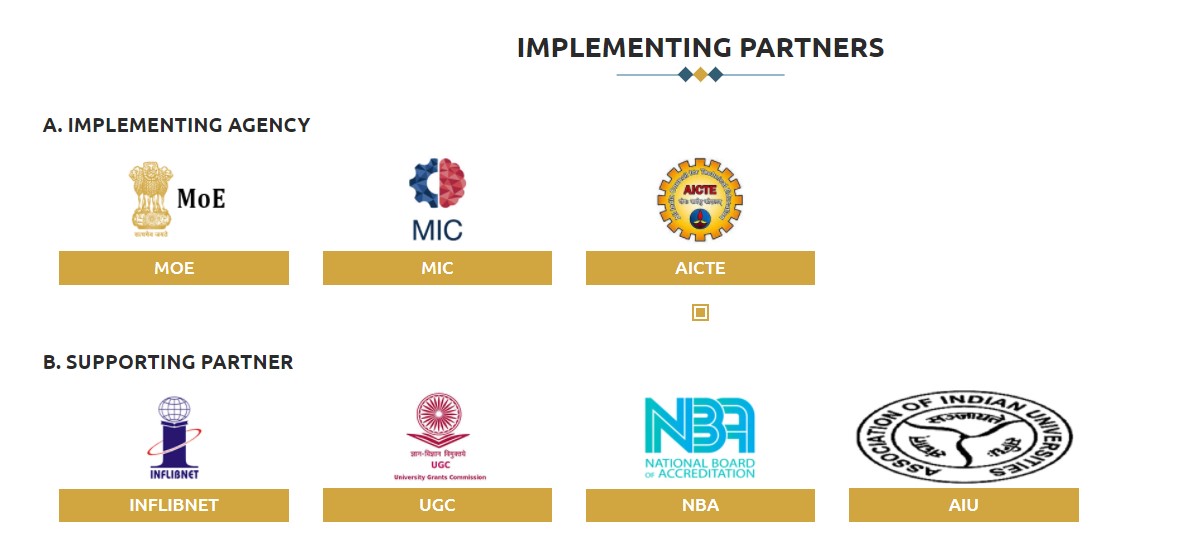 IMPLEMENTING PARTNERS
A. IMPLEMENTING AGENCY
MoE
सत्यमेव जयते
MIC
AICTE
MOE
MIC
AICTE
B. SUPPORTING PARTNER
INFLIBNET
ज्ञान-विज्ञान विमुक्तये
UGC
University Grants Commission
NBA
NATIONAL BOARD
OF ACCREDITATION
ASSOCIATION OF INDIAN UNIVERSITIES
INFLIBNET
UGC
NBA
AIU